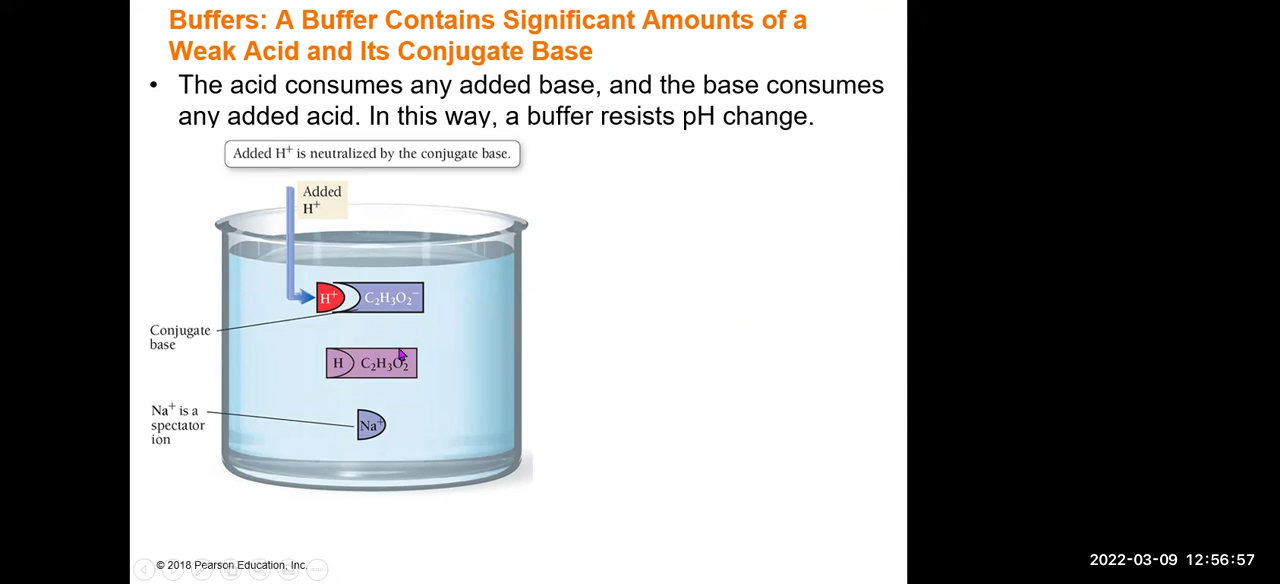 Buffers: A Buffer Contains Significant Amounts of a
Weak Acid and Its Conjugate Base
• The acid consumes any added base, and the base consumes
any added acid. In this way, a buffer resists pH change.
Added H⁺ is neutralized by the conjugate base.
Added
H⁺
H⁺ C₂H₃O₂⁻
Conjugate
base
H C₂H₃O₂
Na⁺ is a
spectator
ion
Na⁺
© 2018 Pearson Education, Inc.
2022-03-09 12:56:57